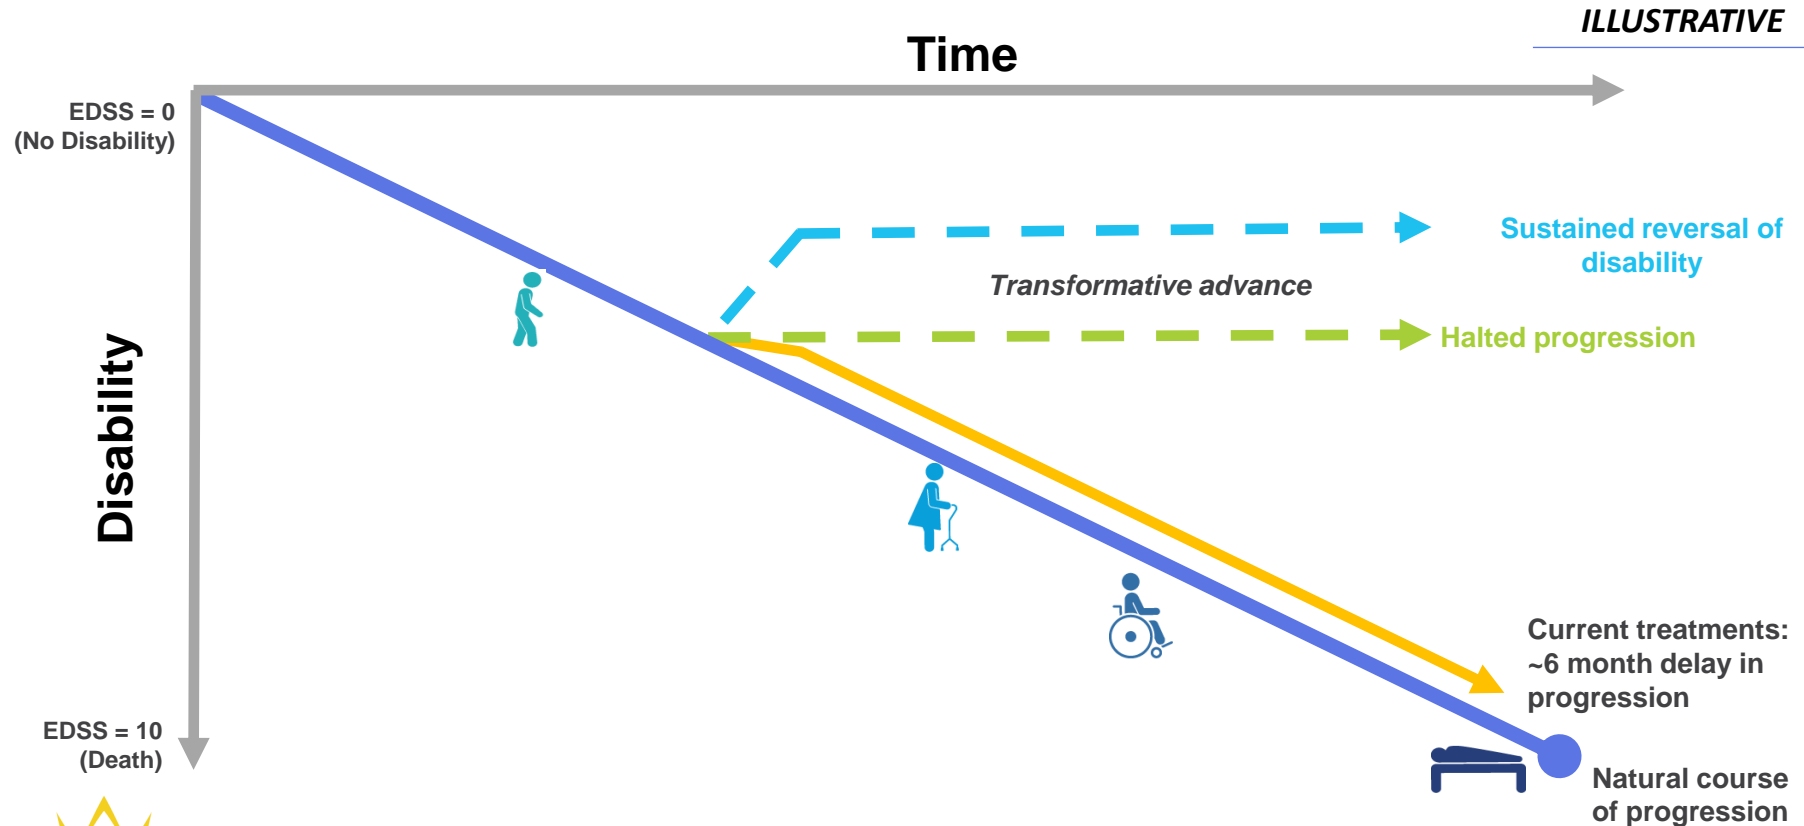 ILLUSTRATIVE
Time
EDSS = 0
(No Disability)
Sustained reversal of
disability
Transformative advance
Halted progression
Disability
Current treatments:
~6 month delay in
progression
EDSS = 10
(Death)
Natural course
of progression